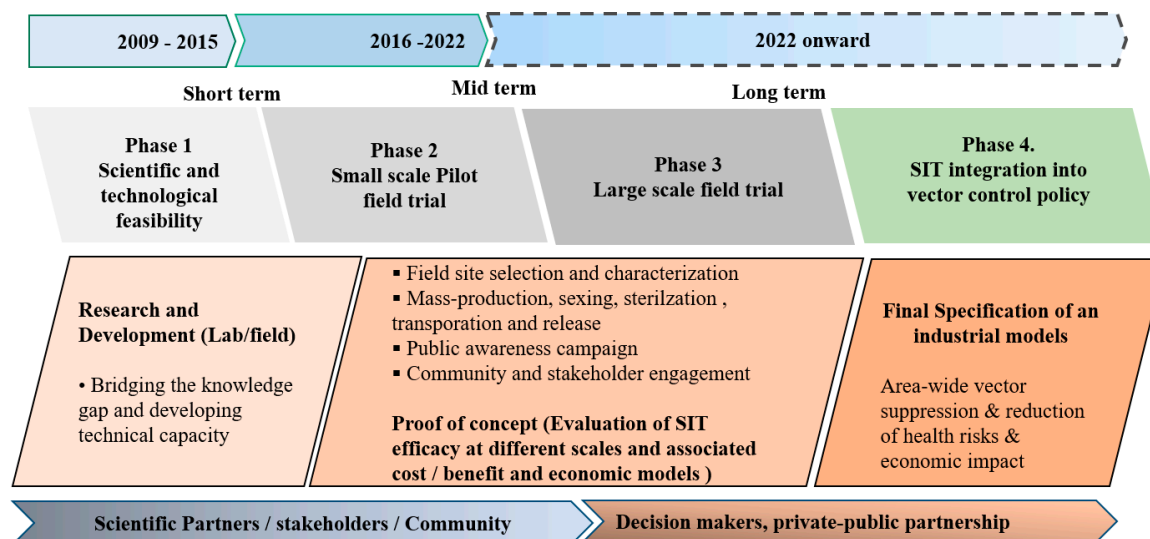 2009 - 2015
2016 -2022
2022 onward
Short term
Mid term
Long term
Phase 1
Scientific and
technological
feasibility
Phase 2
Small scale Pilot
field trial
Phase 3
Large scale field trial
Phase 4.
SIT integration into
vector control policy
Research and
Development (Lab/field)
• Bridging the knowledge
gap and developing
technical capacity
▪ Field site selection and characterization
▪ Mass-production, sexing, sterilzation ,
transporation and release
▪ Public awareness campaign
▪ Community and stakeholder engagement
Proof of concept (Evaluation of SIT
efficacy at different scales and associated
cost / benefit and economic models )
Final Specification of an
industrial models
Area-wide vector
suppression & reduction
of health risks &
economic impact
Scientific Partners / stakeholders / Community
Decision makers, private-public partnership